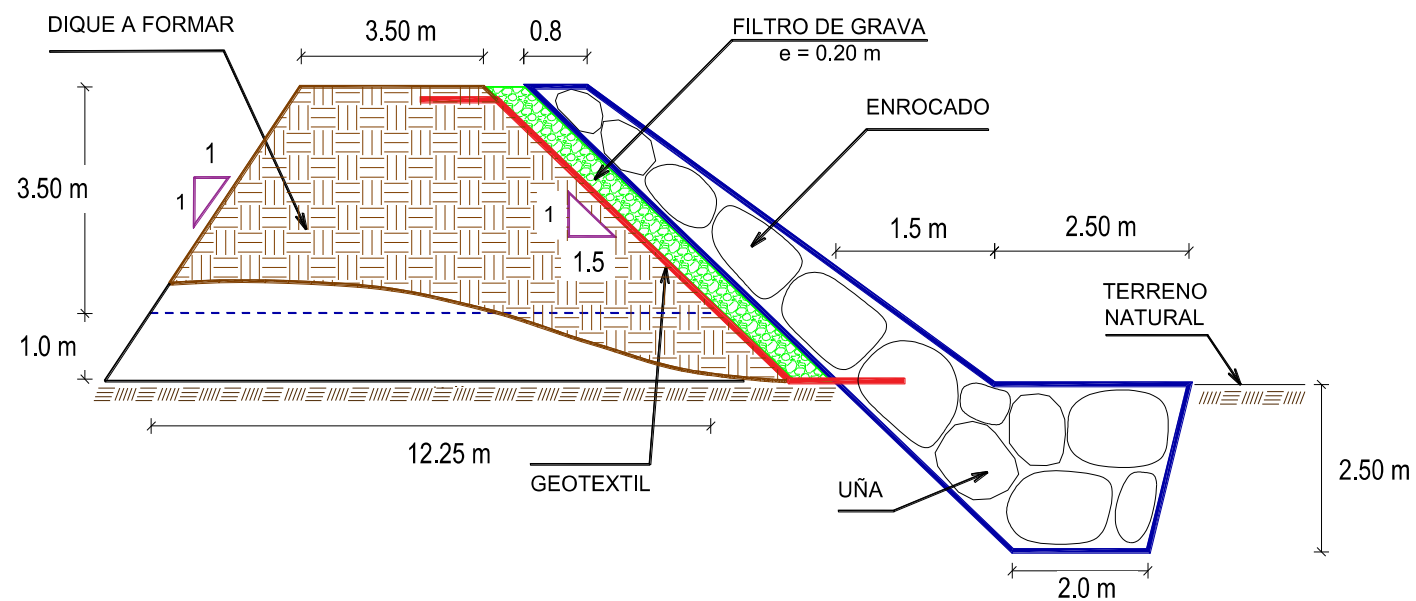 DIQUE A FORMAR
3.50 m
0.8
FILTRO DE GRAVA
e = 0.20 m
ENROCADO
1
1
3.50 m
1
1.5
1.5 m
2.50 m
TERRENO
NATURAL
1.0 m
12.25 m
GEOTEXTIL
UÑA
2.50 m
2.0 m